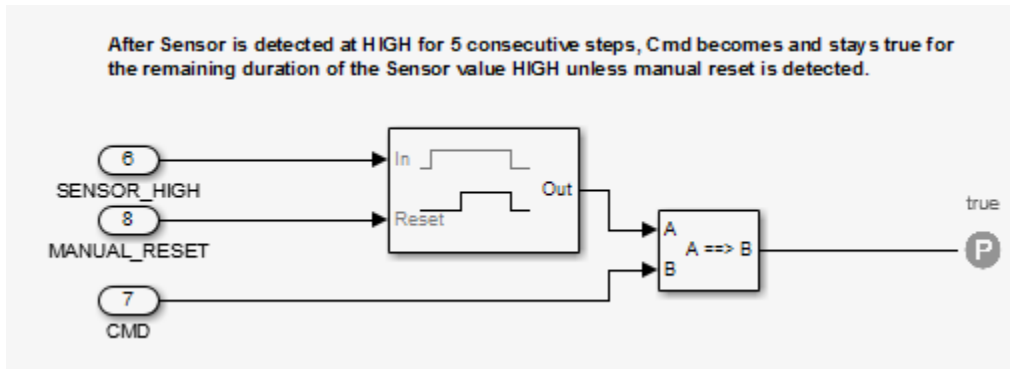 After Sensor is detected at HIGH for 5 consecutive steps, Cmd becomes and stays true for
the remaining duration of the Sensor value HIGH unless manual reset is detected.
6
SENSOR_HIGH
8
MANUAL_RESET
7
CMD
In
Reset
Out
A
B
A ==> B
true
P